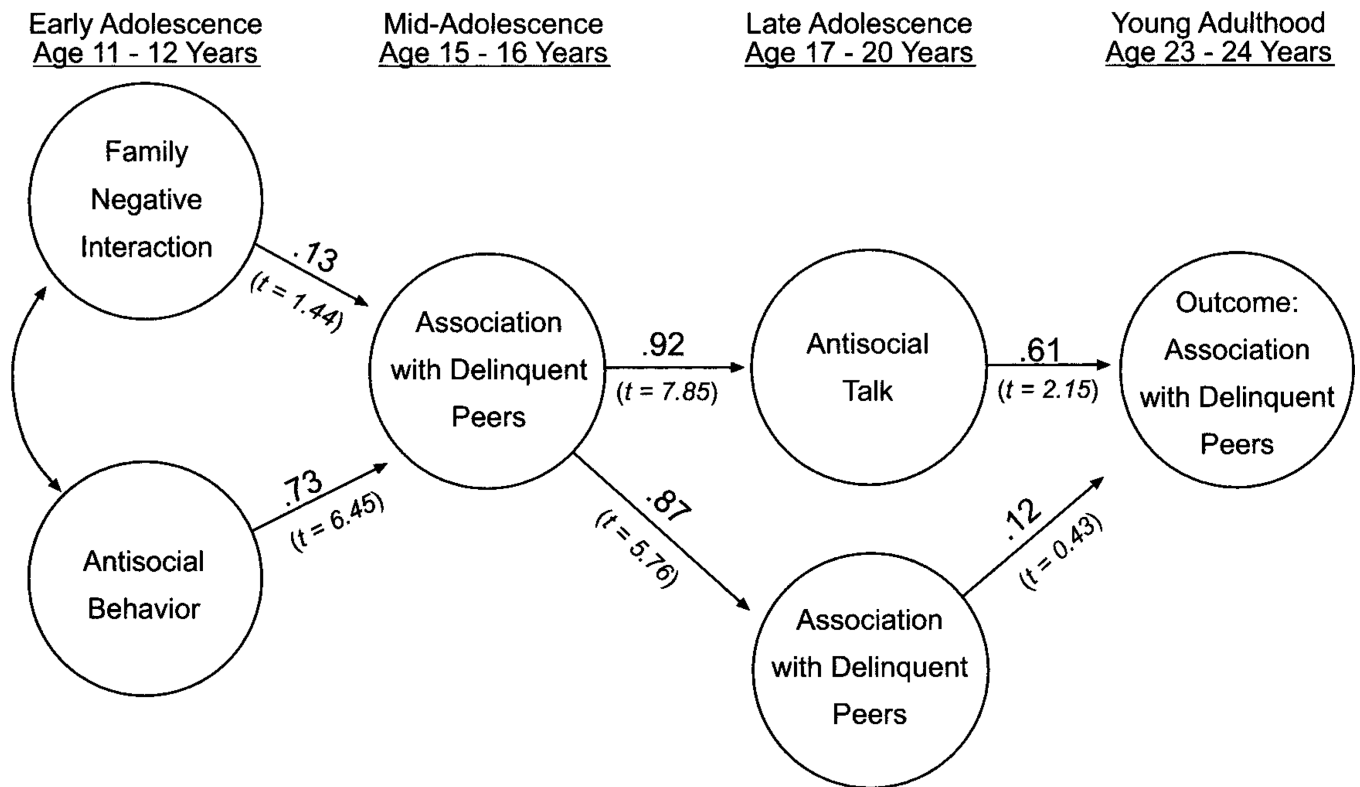 Early Adolescence
Age 11 - 12 Years
Mid-Adolescence
Age 15 - 16 Years
Late Adolescence
Age 17 - 20 Years
Young Adulthood
Age 23 - 24 Years
Family
Negative
Interaction
.13
(t = 1.44)
Antisocial
Behavior
.73
(t = 6.45)
Association
with Delinquent
Peers
.92
(t = 7.85)
.87
(t = 5.76)
Antisocial
Talk
.61
(t = 2.15)
Association
with Delinquent
Peers
.12
(t = 0.43)
Outcome:
Association
with Delinquent
Peers